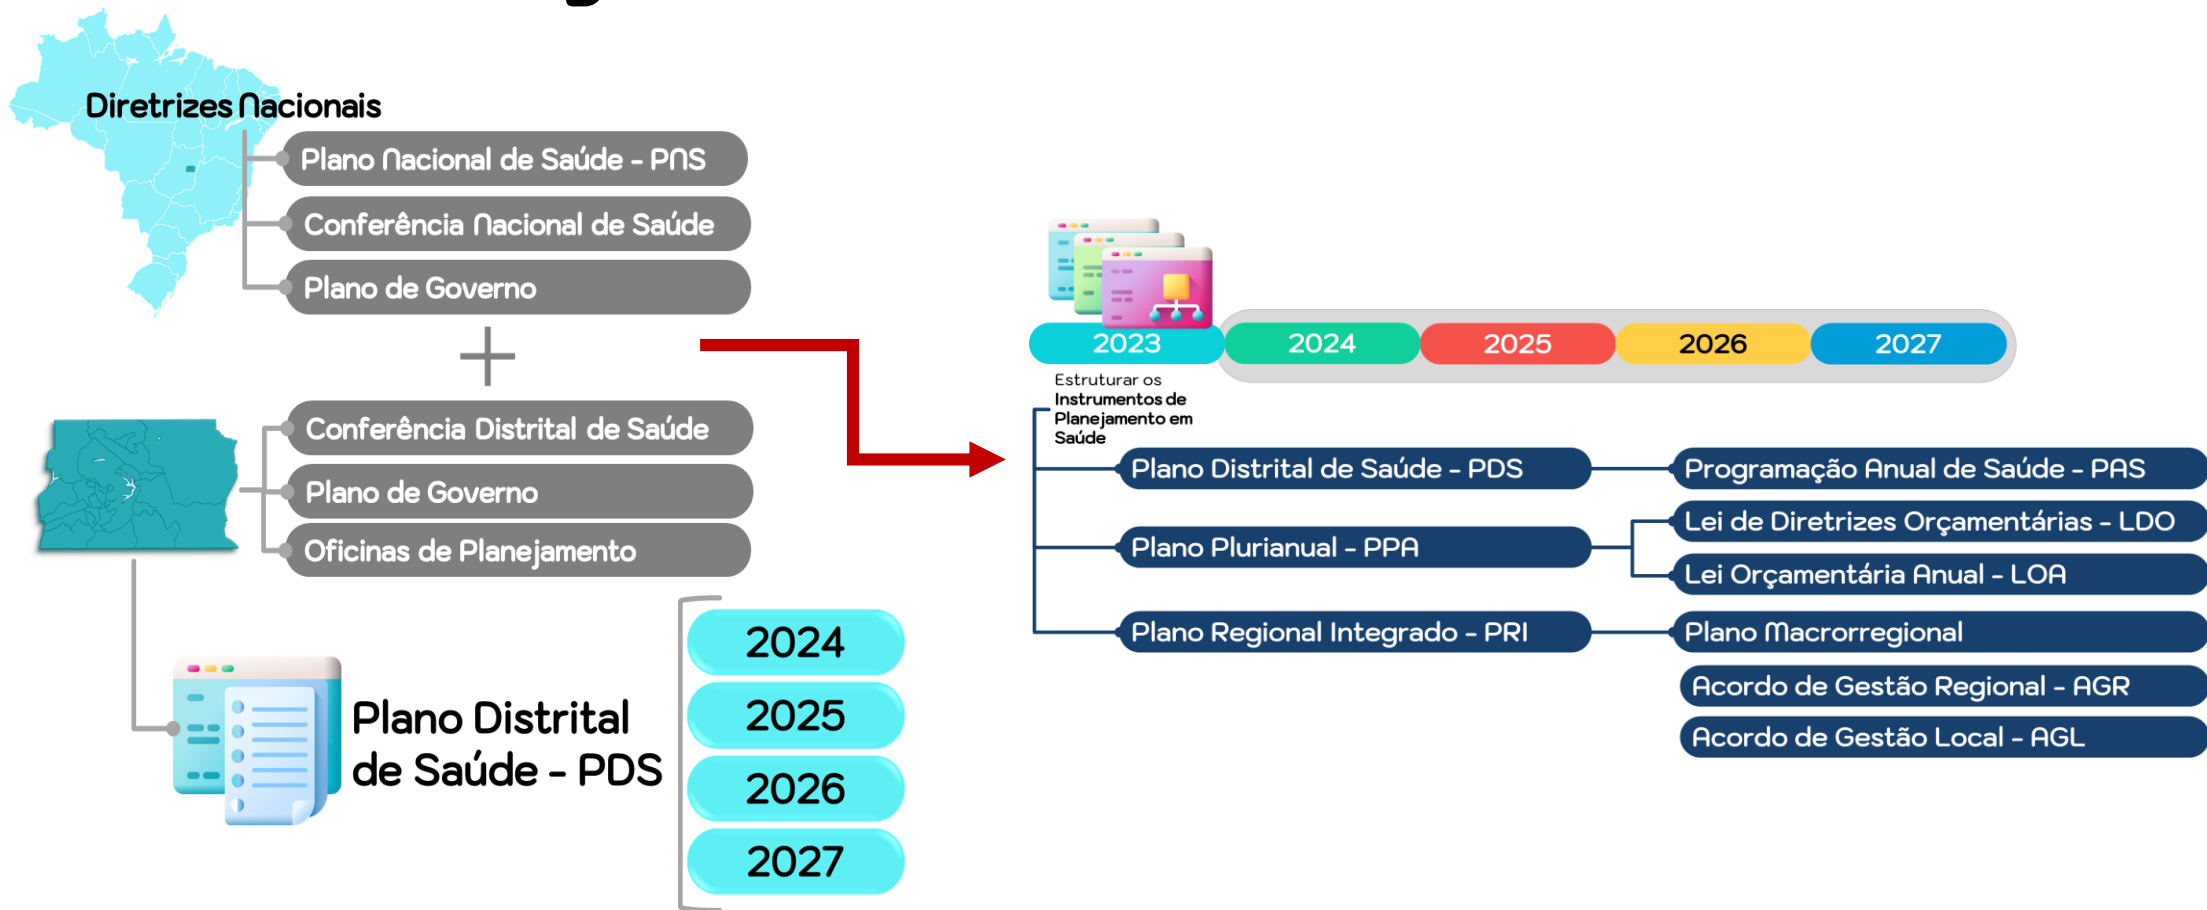 Diretrizes Nacionais
Plano Nacional de Saúde - PNS
Conferência Nacional de Saúde
Plano de Governo
Conferência Distrital de Saúde
Plano de Governo
Oficinas de Planejamento
Plano Distrital
de Saúde - PDS
2024
2025
2026
2027
2023
2024
2025
2026
2027
Estruturar os
Instrumentos de
Planejamento em
Saúde
Plano Distrital de Saúde - PDS
Programação Anual de Saúde - PAS
Plano Plurianual - PPA
Lei de Diretrizes Orçamentárias - LDO
Lei Orçamentária Anual - LOA
Plano Regional Integrado - PRI
Plano Macrorregional
Acordo de Gestão Regional - AGR
Acordo de Gestão Local - AGL